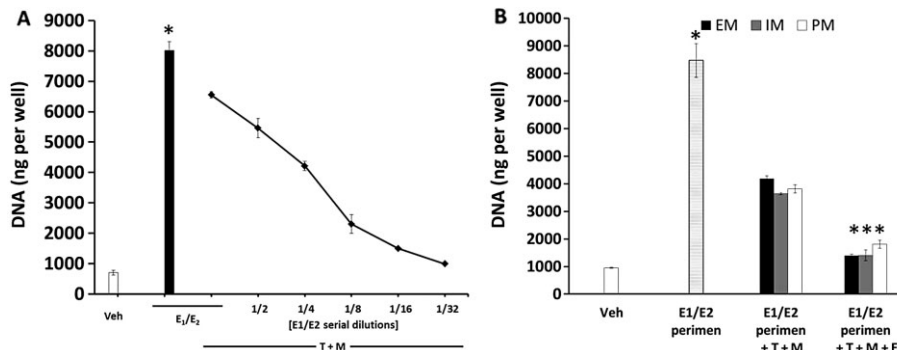 A
*
9000
8000
7000
6000
5000
4000
3000
2000
1000
0
DNA (ng per well)
Veh
E₁/E₂
1/2 1/4 1/8 1/16 1/32
[E1/E2 serial dilutions]
T + M
B
EM IM PM
*
10000
9000
8000
7000
6000
5000
4000
3000
2000
1000
0
DNA (ng per well)
***
Veh
E1/E2
perimen
E1/E2
perimen
+ T + M
E1/E2
perimen